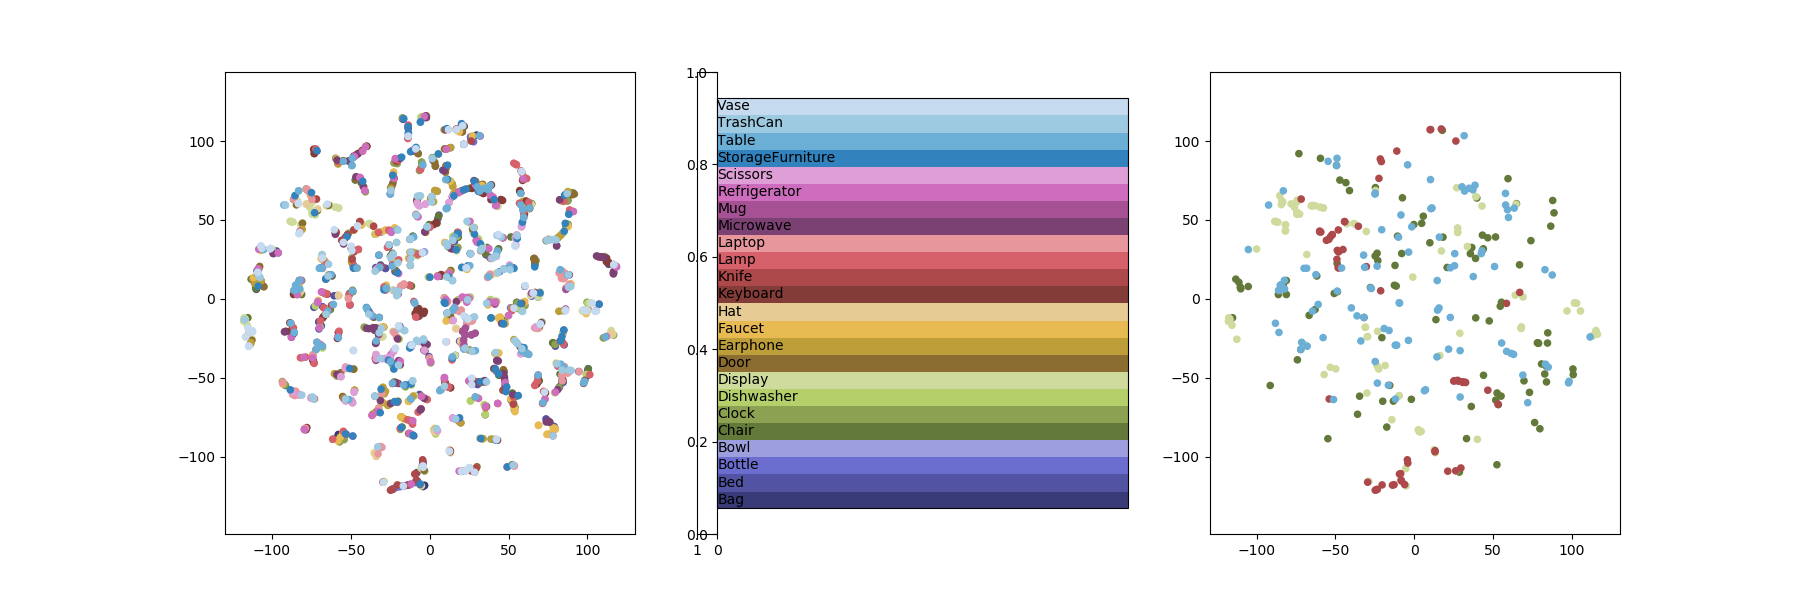 100
50
0
−50
−100
−100
−50
0
50
100
1.0
0.8
0.6
0.4
0.2
0.0
1
0
Vase
TrashCan
Table
StorageFurniture
Scissors
Refrigerator
Mug
Microwave
Laptop
Lamp
Knife
Keyboard
Hat
Faucet
Earphone
Door
Display
Dishwasher
Clock
Chair
Bowl
Bottle
Bed
Bag
100
50
0
−50
−100
−100
−50
0
50
100